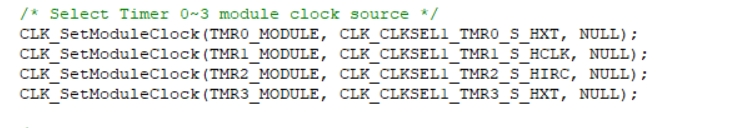 /* Select Timer 0~3 module clock source */
CLK_SetModuleClock(TMR0_MODULE, CLK_CLKSEL1_TMR0_S_HXT, NULL);
CLK_SetModuleClock(TMR1_MODULE, CLK_CLKSEL1_TMR1_S_HCLK, NULL);
CLK_SetModuleClock(TMR2_MODULE, CLK_CLKSEL1_TMR2_S_HIRC, NULL);
CLK_SetModuleClock(TMR3_MODULE, CLK_CLKSEL1_TMR3_S_HXT, NULL);